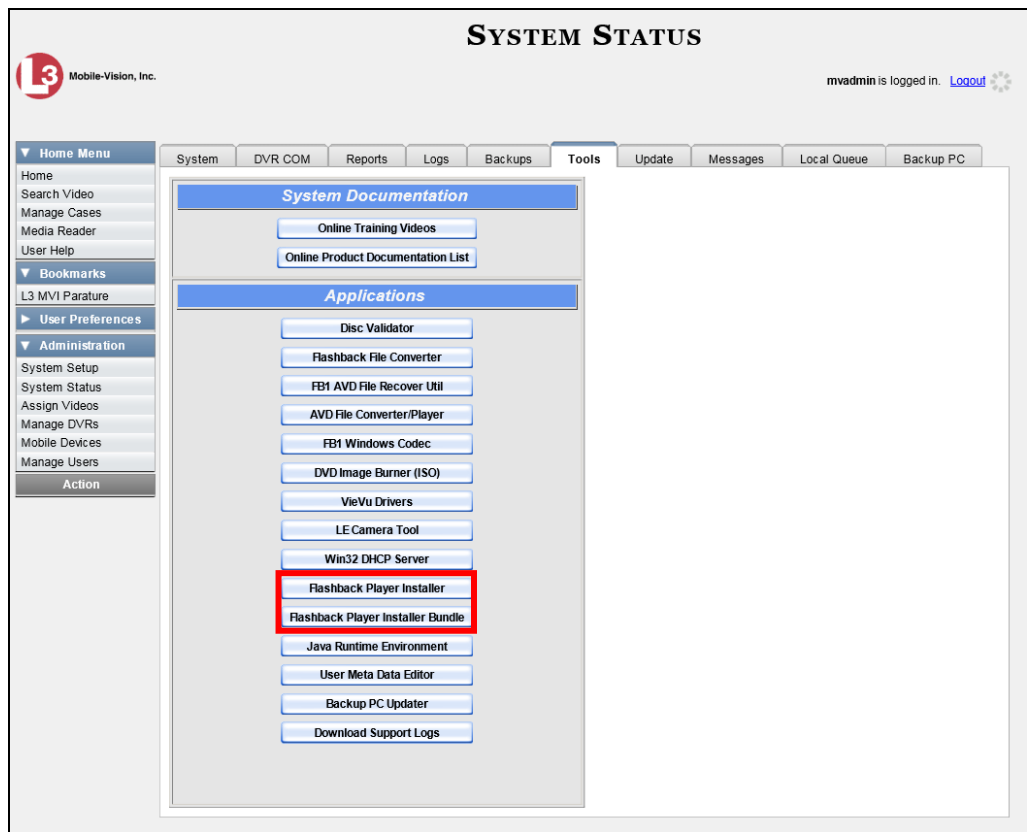 SYSTEM STATUS
L3 Mobile-Vision, Inc.
mvadmin is logged in. Logout
Home Menu
Home
Search Video
Manage Cases
Media Reader
User Help
Bookmarks
L3 MVI Parature
User Preferences
Administration
System Setup
System Status
Assign Videos
Manage DVRs
Mobile Devices
Manage Users
Action
System DVR COM Reports Logs Backups Tools Update Messages Local Queue Backup PC
System Documentation
Online Training Videos
Online Product Documentation List
Applications
Disc Validator
Flashback File Converter
FB1 AVD File Recover Util
AVD File Converter/Player
FB1 Windows Codec
DVD Image Burner (ISO)
VieVu Drivers
LE Camera Tool
Win32 DHCP Server
Flashback Player Installer
Flashback Player Installer Bundle
Java Runtime Environment
User Meta Data Editor
Backup PC Updater
Download Support Logs